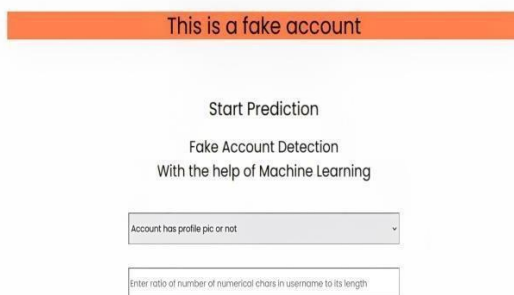 This is a fake account
Start Prediction
Fake Account Detection
With the help of Machine Learning
Account has profile pic or not
Enter ratio of number of numerical chars in username to its length